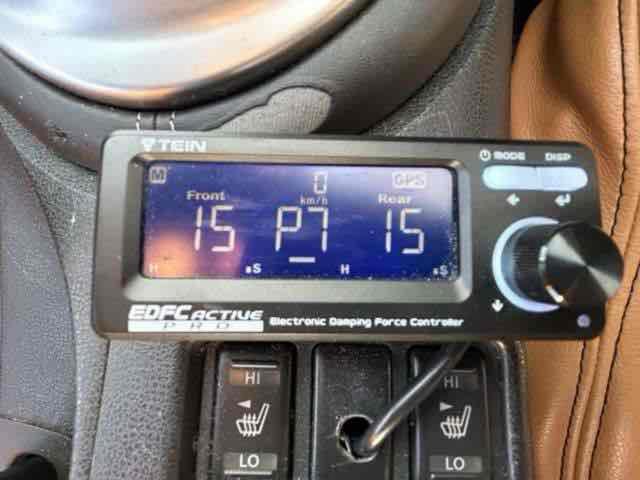 TEIN
MODE DISP
M 0 GPS
Front km/h Rear
15 P7 15
H S H S
EDFC ACTIVE
PRO
Electronic Damping Force Controller
HI HI
LO LO